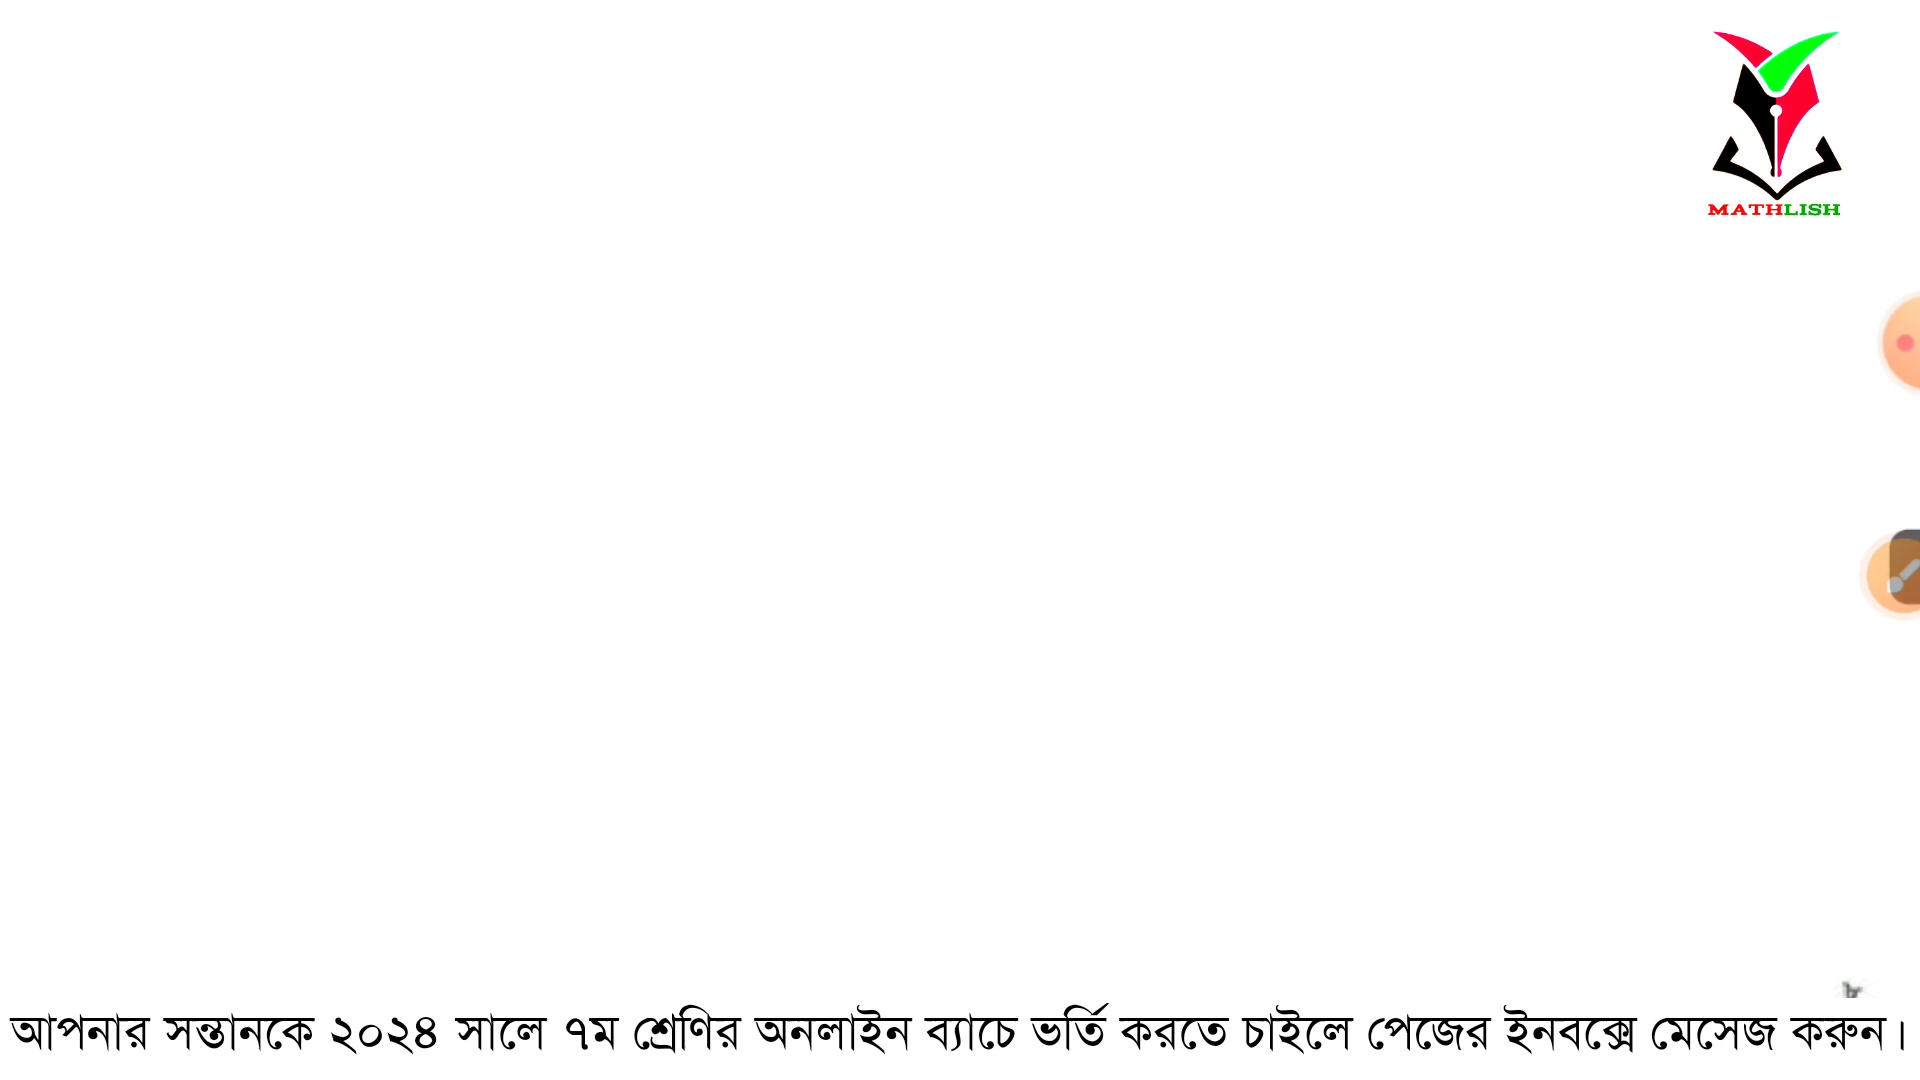 MATHLISH
আপনার সন্তানকে ২০২৪ সালে ৭ম শ্রেণির অনলাইন ব্যাচে ভর্তি করতে চাইলে পেজের ইনবক্সে মেসেজ করুন।